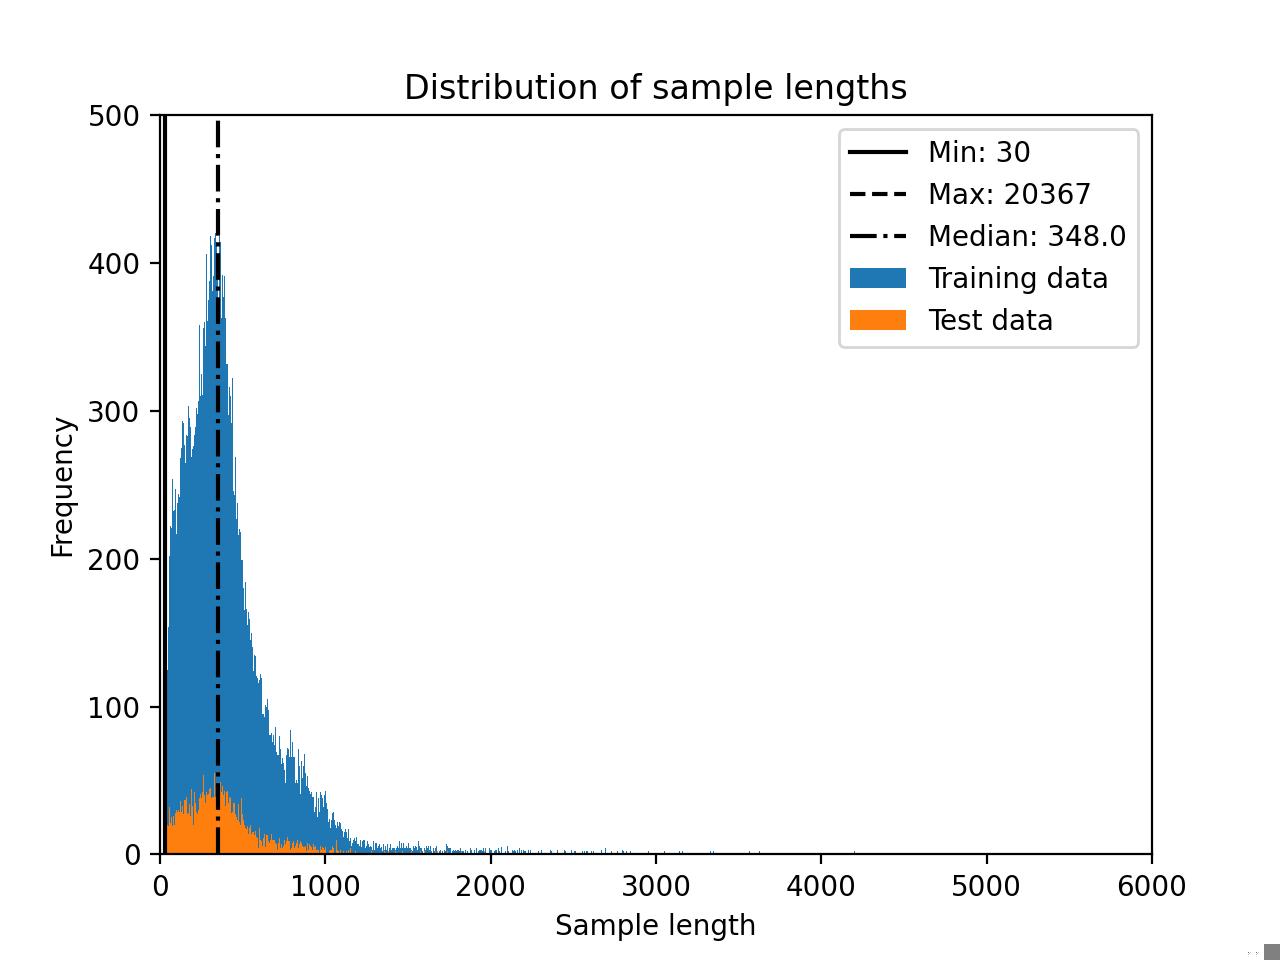 Distribution of sample lengths
500
400
300
200
100
0
Frequency
Min: 30
Max: 20367
Median: 348.0
Training data
Test data
0 1000 2000 3000 4000 5000 6000
Sample length